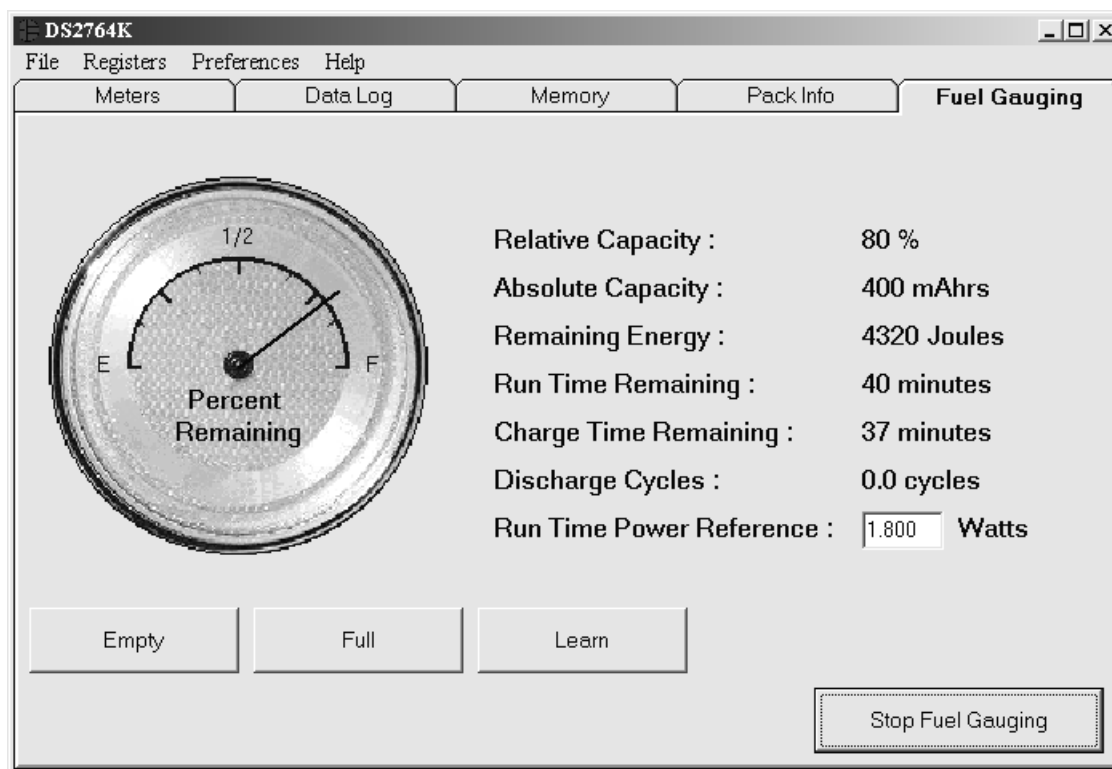 DS2764K
File Registers Preferences Help
Meters Data Log Memory Pack Info Fuel Gauging
1/2
E F
Percent
Remaining
Relative Capacity : 80 %
Absolute Capacity : 400 mAhrs
Remaining Energy : 4320 Joules
Run Time Remaining : 40 minutes
Charge Time Remaining : 37 minutes
Discharge Cycles : 0.0 cycles
Run Time Power Reference : 1.800 Watts
Empty Full Learn
Stop Fuel Gauging